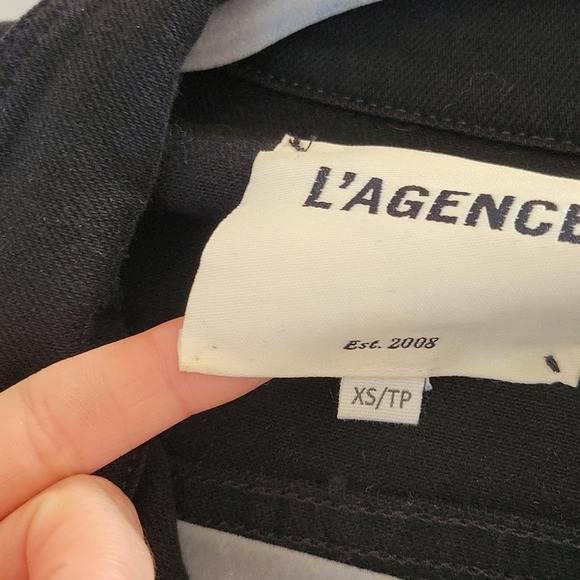 L'AGENCE
Est. 2008
XS/TP